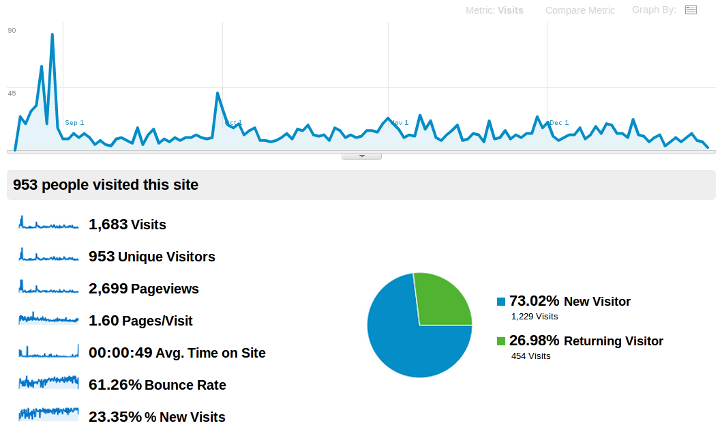 Metric: Visits Compare Metric Graph By:
90
45
Sep 1
Oct 1
Nov 1
Dec 1
953 people visited this site
1,683 Visits
953 Unique Visitors
2,699 Pageviews
1.60 Pages/Visit
00:00:49 Avg. Time on Site
61.26% Bounce Rate
23.35% % New Visits
73.02% New Visitor
1,229 Visits
26.98% Returning Visitor
454 Visits